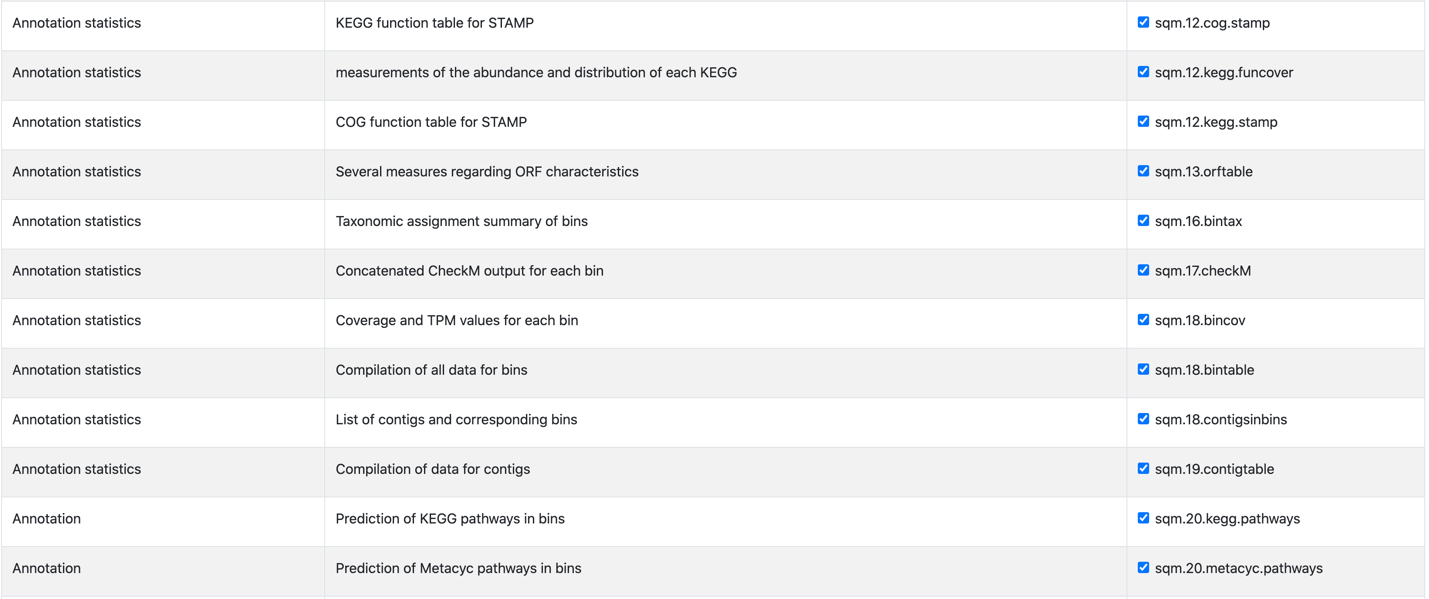 Annotation statistics KEGG function table for STAMP sqm.12.cog.stamp
Annotation statistics measurements of the abundance and distribution of each KEGG sqm.12.kegg.funcover
Annotation statistics COG function table for STAMP sqm.12.kegg.stamp
Annotation statistics Several measures regarding ORF characteristics sqm.13.orftable
Annotation statistics Taxonomic assignment summary of bins sqm.16.bintax
Annotation statistics Concatenated CheckM output for each bin sqm.17.checkM
Annotation statistics Coverage and TPM values for each bin sqm.18.bincov
Annotation statistics Compilation of all data for bins sqm.18.bintable
Annotation statistics List of contigs and corresponding bins sqm.18.contigsinbins
Annotation statistics Compilation of data for contigs sqm.19.contigtable
Annotation Prediction of KEGG pathways in bins sqm.20.kegg.pathways
Annotation Prediction of Metacyc pathways in bins sqm.20.metacyc.pathways